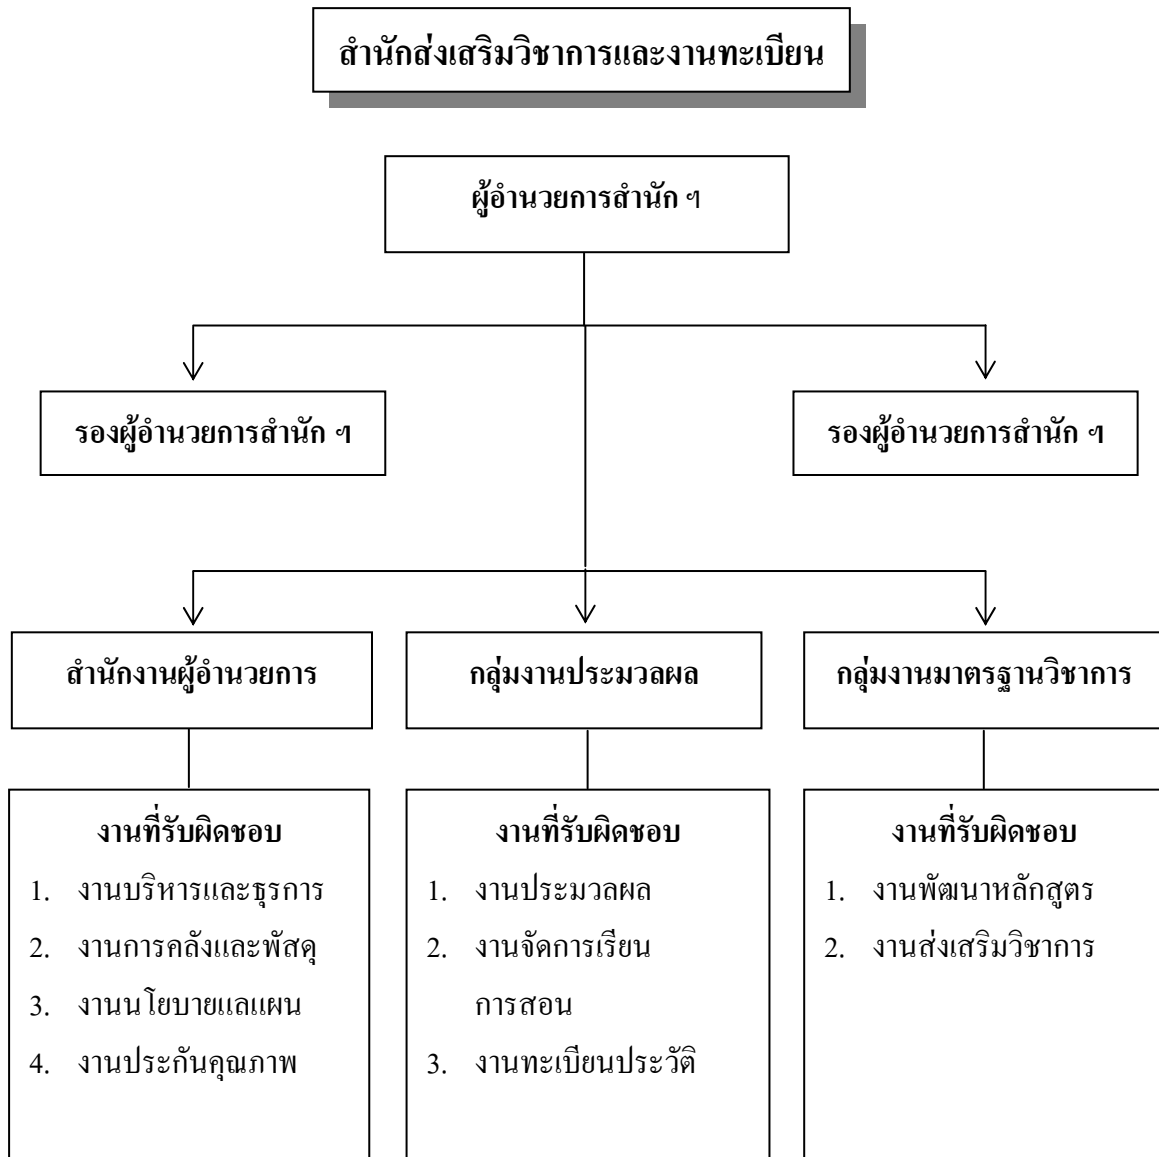 สำนักส่งเสริมวิชาการและงานทะเบียน
ผู้อำนวยการสำนัก ฯ
รองผู้อำนวยการสำนัก ฯ
รองผู้อำนวยการสำนัก ฯ
สำนักงานผู้อำนวยการ
กลุ่มงานประมวลผล
กลุ่มงานมาตรฐานวิชาการ
งานที่รับผิดชอบ
1. งานบริหารและธุรการ
2. งานการคลังและพัสดุ
3. งานนโยบายแลแผน
4. งานประกันคุณภาพ
งานที่รับผิดชอบ
1. งานประมวลผล
2. งานจัดการเรียน
การสอน
3. งานทะเบียนประวัติ
งานที่รับผิดชอบ
1. งานพัฒนาหลักสูตร
2. งานส่งเสริมวิชาการ